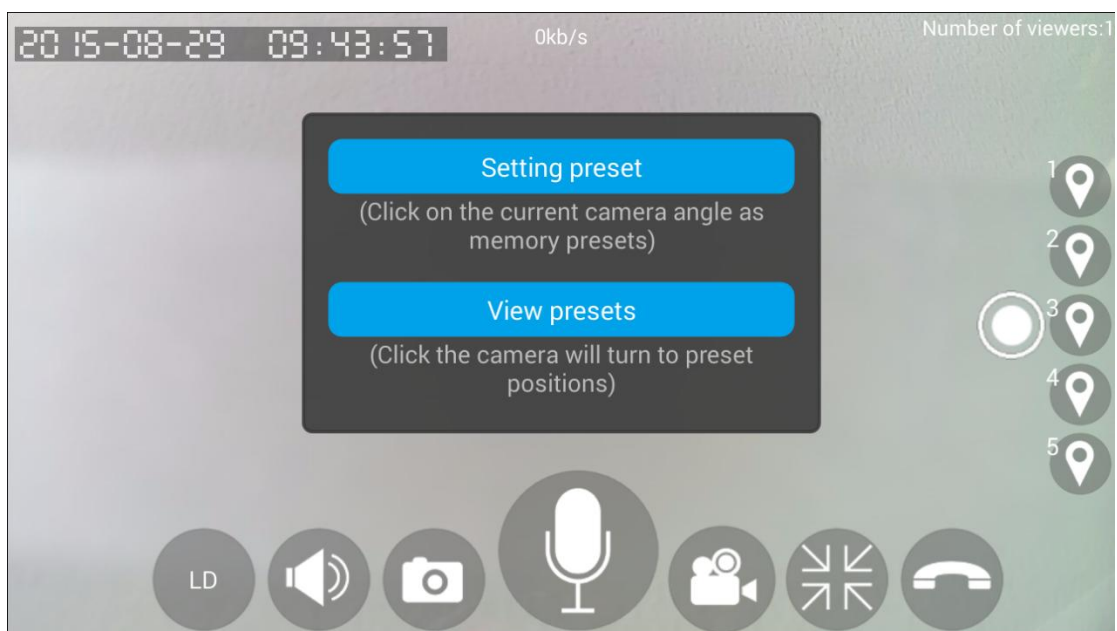 2015-08-29 09:43:57
0kb/s
Number of viewers:1
Setting preset
(Click on the current camera angle as
memory presets)
View presets
(Click the camera will turn to preset
positions)
1
2
3
4
5
LD